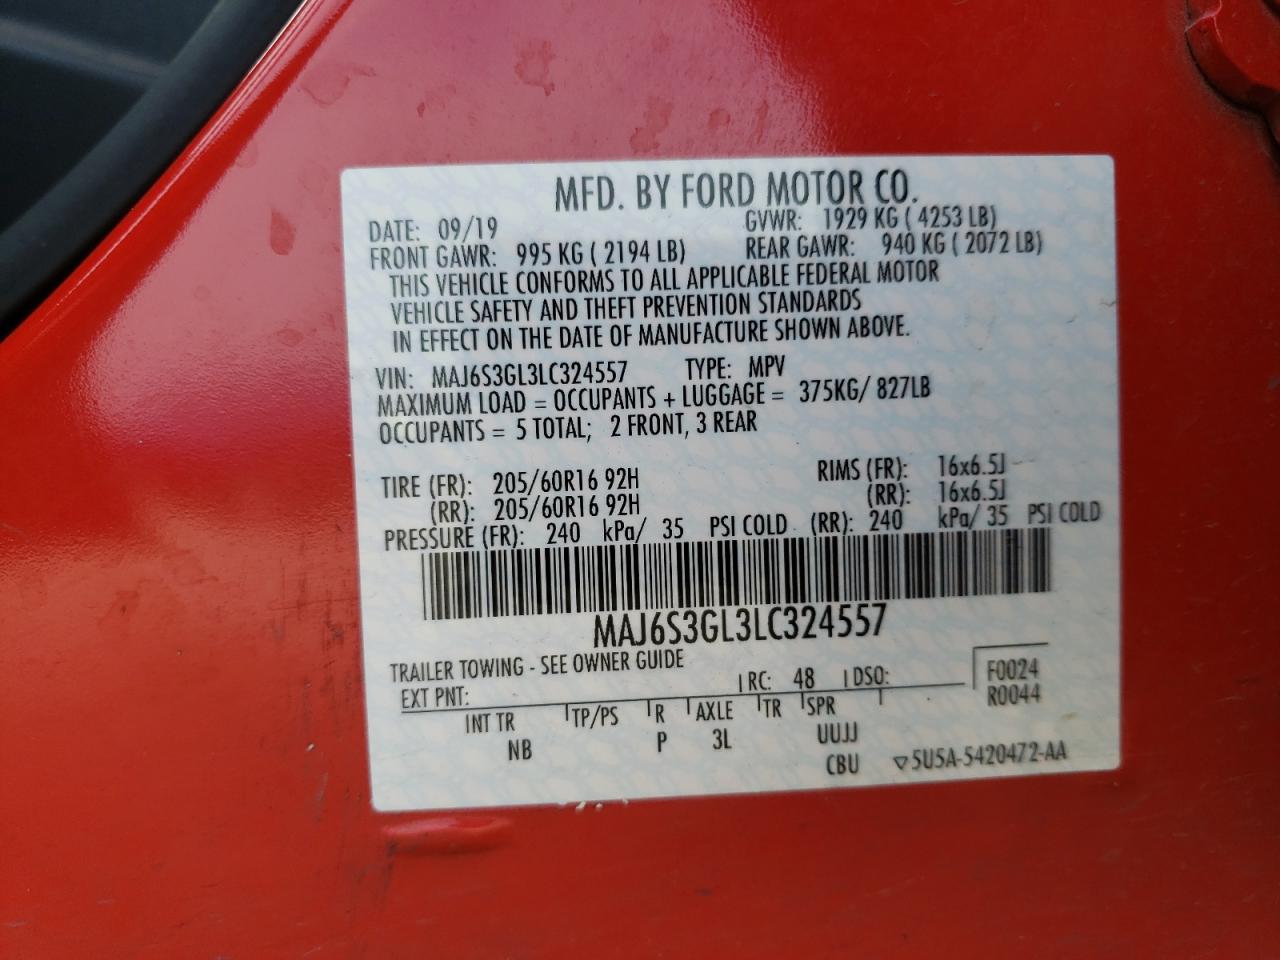 MFD. BY FORD MOTOR CO.
DATE: 09/19 GVWR: 1929 KG ( 4253 LB)
FRONT GAWR: 995 KG ( 2194 LB) REAR GAWR: 940 KG ( 2072 LB)
THIS VEHICLE CONFORMS TO ALL APPLICABLE FEDERAL MOTOR
VEHICLE SAFETY AND THEFT PREVENTION STANDARDS
IN EFFECT ON THE DATE OF MANUFACTURE SHOWN ABOVE.
VIN: MAJ6S3GL3LC324557 TYPE: MPV
MAXIMUM LOAD = OCCUPANTS + LUGGAGE = 375KG/ 827LB
OCCUPANTS = 5 TOTAL; 2 FRONT, 3 REAR
TIRE (FR): 205/60R16 92H RIMS (FR): 16x6.5J
(RR): 205/60R16 92H (RR): 16x6.5J
PRESSURE (FR): 240 kPa/ 35 PSI COLD (RR): 240 kPa/ 35 PSI COLD
MAJ6S3GL3LC324557
TRAILER TOWING - SEE OWNER GUIDE
EXT PNT: RC: 48 DSO: F0024
R0044
INT TR TP/PS R AXLE TR SPR
NB P 3L UUJJ
CBU ▽5U5A-5420472-AA